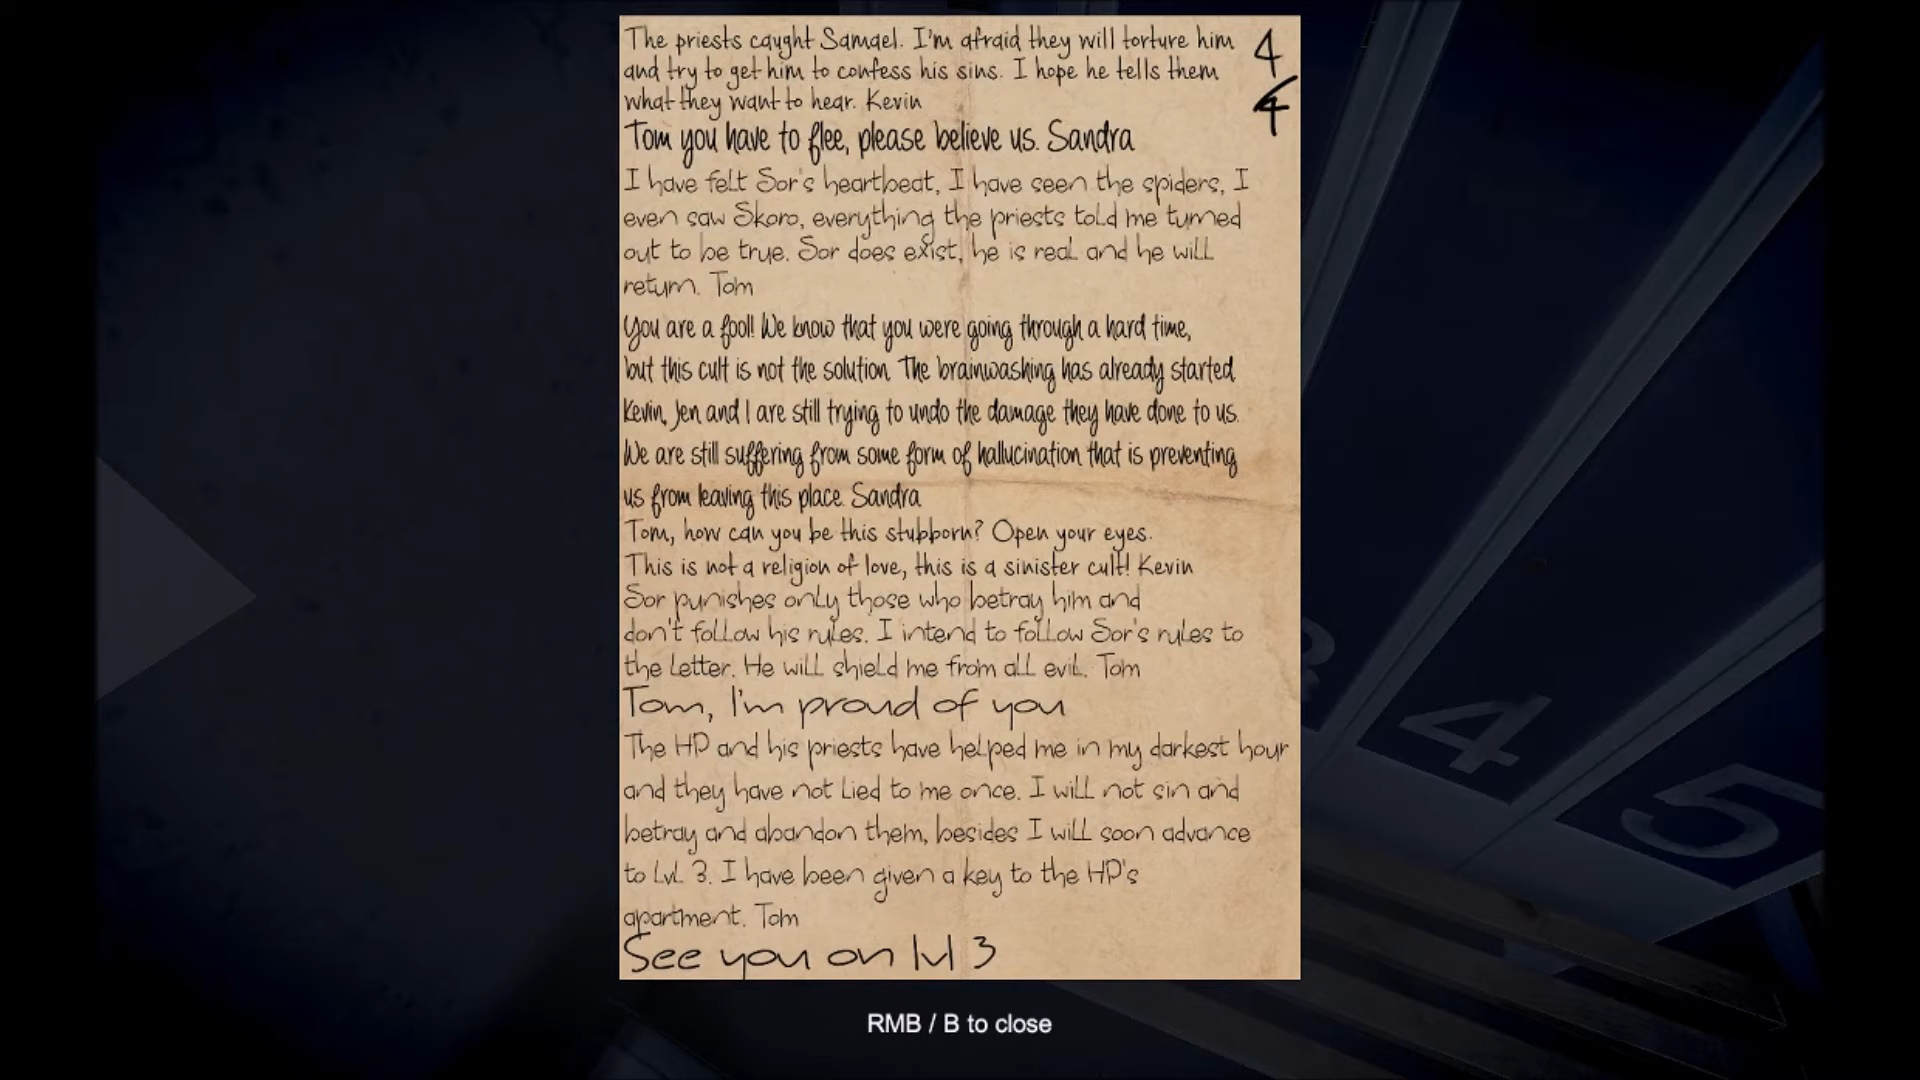 The priests caught Samael. I'm afraid they will torture him
and try to get him to confess his sins. I hope he tells them
what they want to hear. Kevin
4
4
Tom you have to flee, please believe us. Sandra
I have felt Sor's heartbeat, I have seen the spiders, I
even saw Skoro, everything the priests told me turned
out to be true. Sor does exist, he is real and he will
return. Tom
You are a fool! We know that you were going through a hard time,
but this cult is not the solution. The brainwashing has already started.
Kevin, Jen and I are still trying to undo the damage they have done to us.
We are still suffering from some form of hallucination that is preventing
us from leaving this place. Sandra
Tom, how can you be this stubborn? Open your eyes.
This is not a religion of love, this is a sinister cult! Kevin
Sor punishes only those who betray him and
don't follow his rules. I intend to follow Sor's rules to
the letter. He will shield me from all evil. Tom
Tom, I'm proud of you
The HP and his priests have helped me in my darkest hour
and they have not lied to me once. I will not sin and
betray and abandon them, besides I will soon advance
to lvl 3. I have been given a key to the HP's
apartment. Tom
See you on lvl 3
3
4
5
RMB / B to close